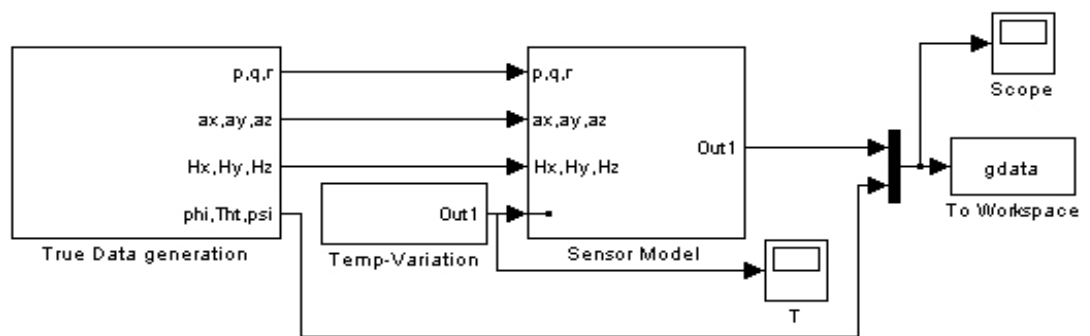 p,q,r
ax,ay,az
Hx,Hy,Hz
phi,Tht,psi
True Data generation
Out1
Temp-Variation
p,q,r
ax,ay,az
Hx,Hy,Hz
Out1
Sensor Model
T
Scope
gdata
To Workspace